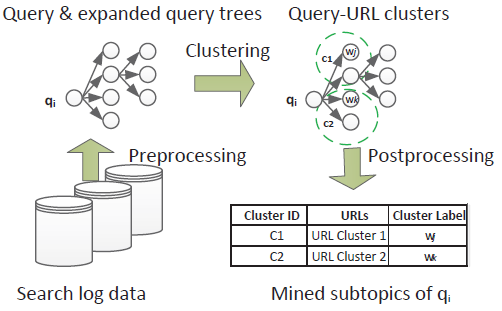 Query & expanded query trees
Query-URL clusters
Clustering
qi
C1
wj
qi
wk
C2
Preprocessing
Postprocessing
Cluster ID URLs Cluster Label
C1 URL Cluster 1 wj
C2 URL Cluster 2 wk
Search log data
Mined subtopics of qi